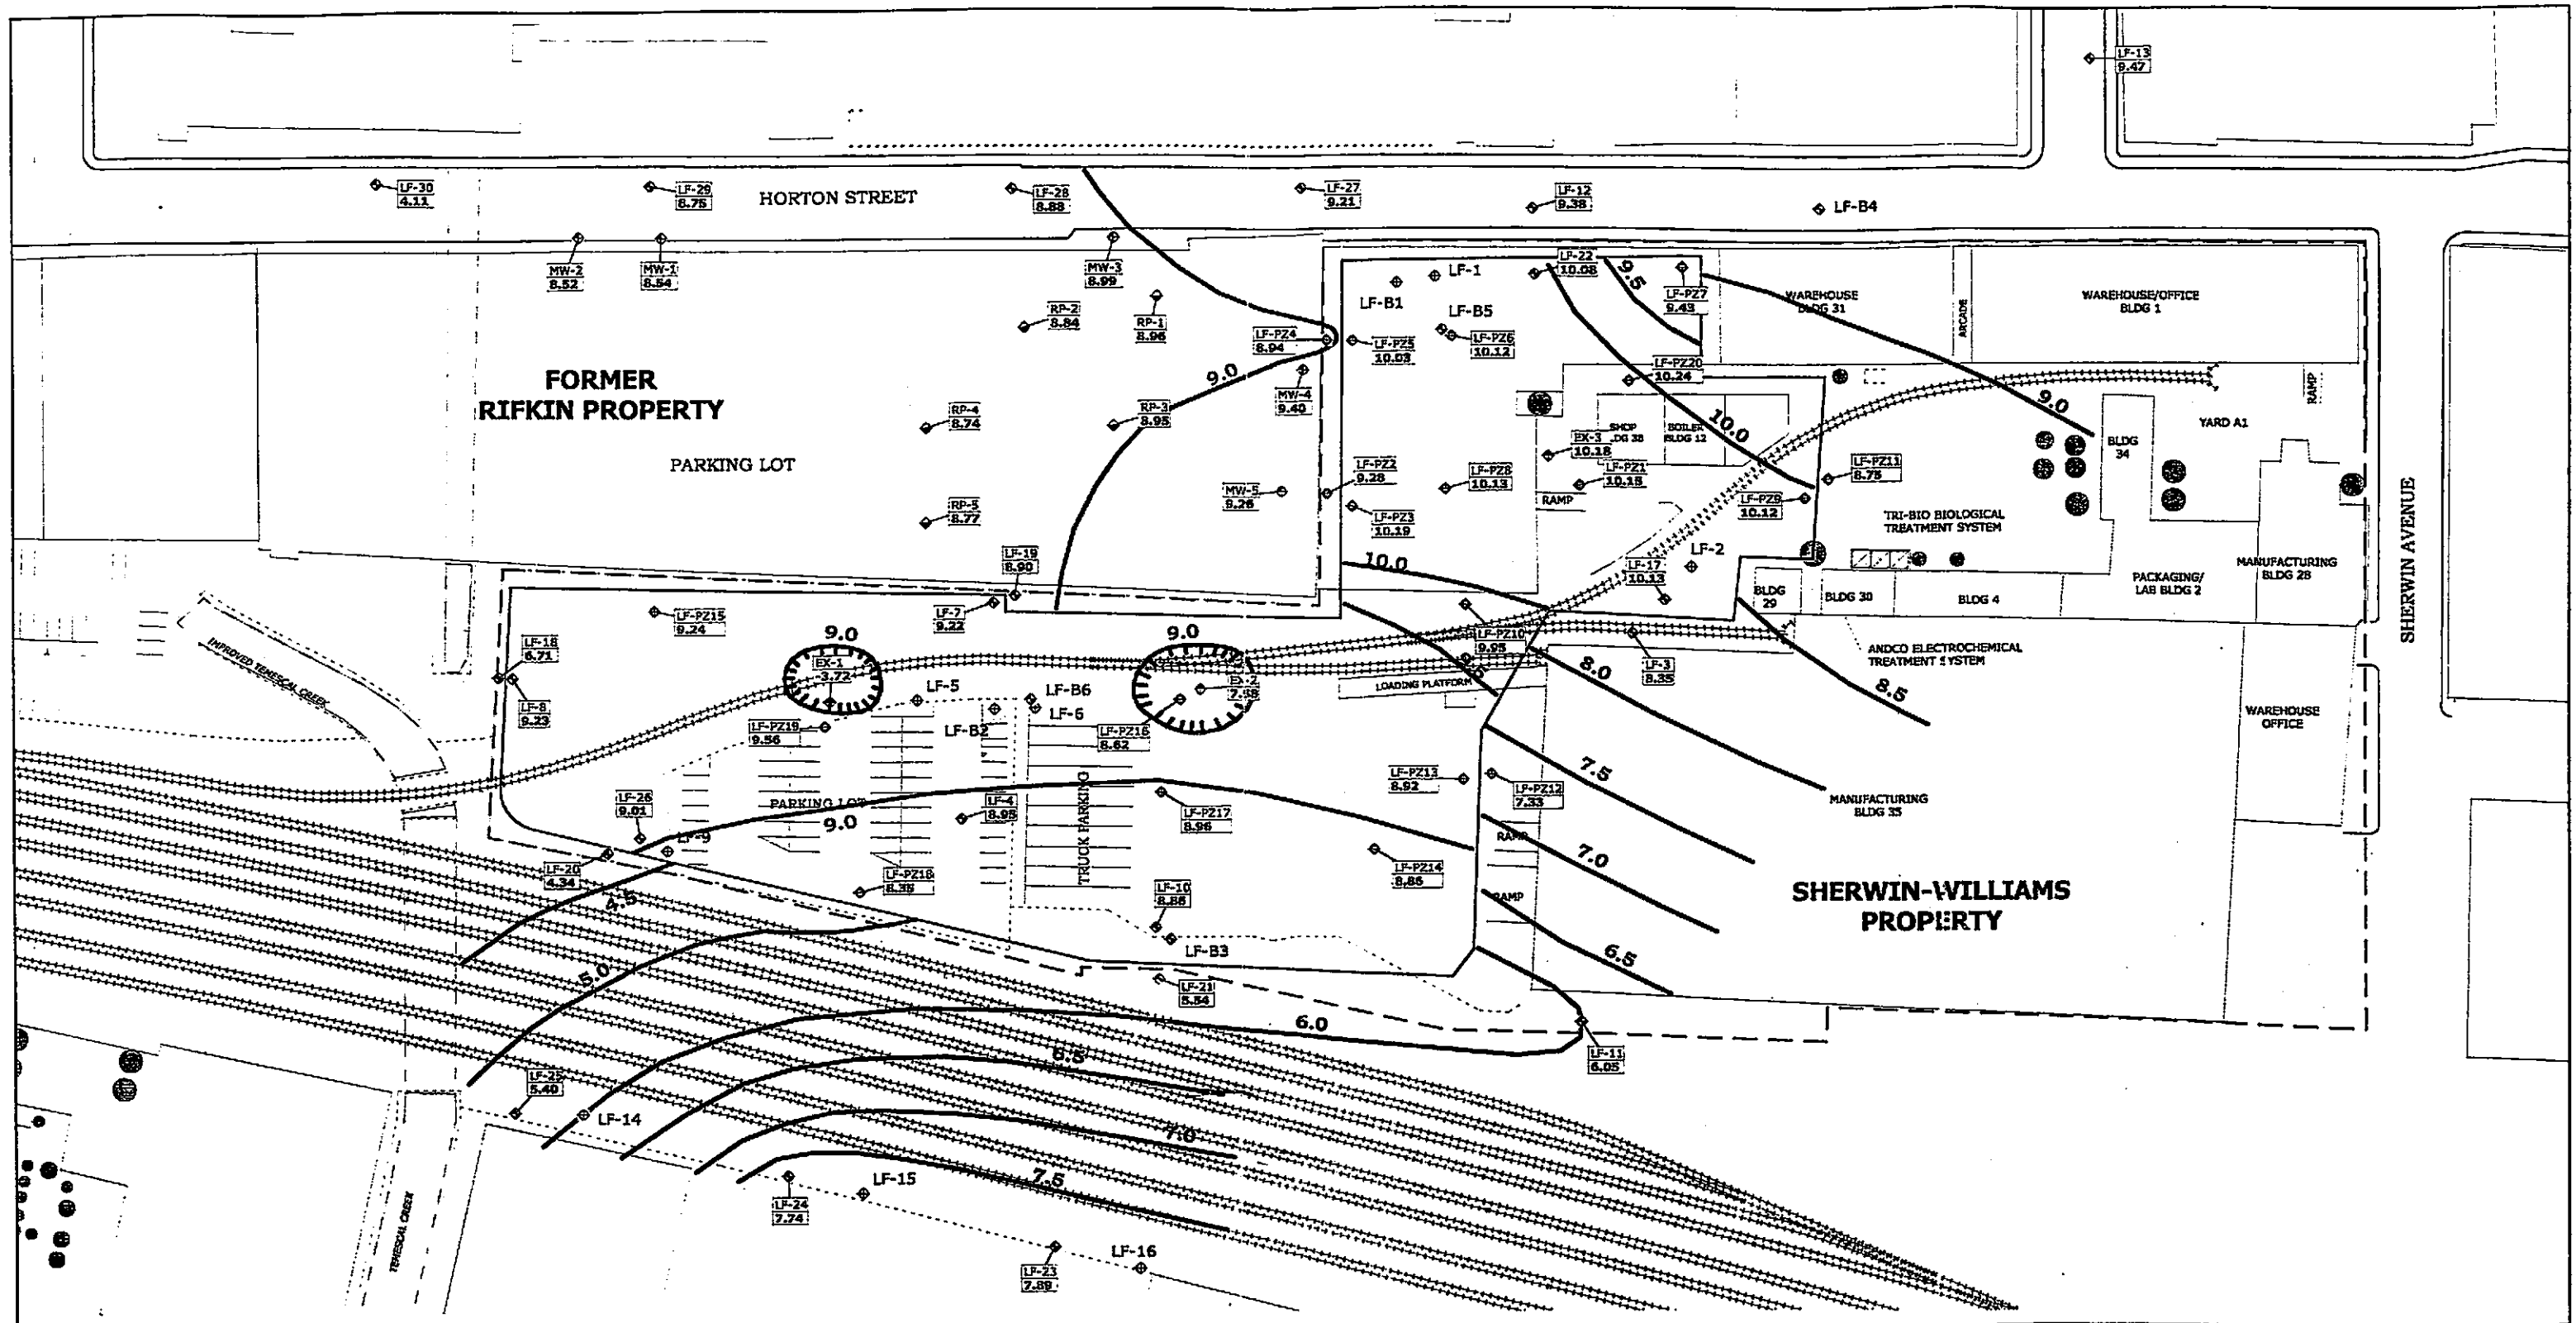 LF-13
9.47
LF-30
4.11
LF-29
8.75
HORTON STREET
LF-28
8.88
LF-27
9.21
LF-12
9.38
LF-B4
MW-2
8.52
MW-1
8.54
MW-3
8.99
LF-1
LF-22
10.08
9.5
LF-PZ7
9.43
WAREHOUSE
BLDG 31
ARCADE
WAREHOUSE/OFFICE
BLDG 1
LF-B1
LF-B5
RP-2
8.84
RP-1
8.96
LF-PZ4
8.94
LF-PZ5
10.03
LF-PZ6
10.12
FORMER
RIFKIN PROPERTY
9.0
MW-4
9.40
LF-PZ20
10.24
RAMP
9.0
YARD A1
RP-4
8.74
RP-3
8.95
SHOP
BOILER
BLDG 12
10.0
BLDG
34
EX-3
10.18
PARKING LOT
LF-PZ2
9.28
LF-PZ8
10.13
LF-PZ1
10.15
LF-PZ11
8.75
MW-5
9.26
RAMP
LF-PZ9
10.12
RP-5
8.77
LF-PZ3
10.19
TRI-BIO BIOLOGICAL
TREATMENT SYSTEM
SHERWIN AVENUE
LF-19
8.90
10.0
LF-2
LF-17
10.13
MANUFACTURING
BLDG 28
PACKAGING/
LAB BLDG 2
BLDG
29
BLDG 30
BLDG 4
LF-PZ15
9.24
LF-7
9.22
IMPROVED TEMESCAL CREEK
LF-18
6.71
9.0
9.0
LF-PZ10
9.95
LF-3
8.35
ANDCO ELECTROCHEMICAL
TREATMENT SYSTEM
EX-1
-3.72
8.0
EX-2
LOADING PLATFORM
8.5
LF-8
9.23
LF-5
LF-B6
LF-6
WAREHOUSE
OFFICE
LF-PZ19
9.56
LF-B2
LF-PZ16
8.62
7.5
LF-PZ13
8.92
LF-PZ12
7.33
LF-26
9.01
PARKING LOT
9.0
LF-4
8.95
TRUCK PARKING
LF-PZ17
8.96
MANUFACTURING
BLDG 35
LF-9
RAMP
7.0
LF-20
4.34
LF-PZ18
8.35
LF-PZ14
8.86
4.5
LF-10
8.86
RAMP
SHERWIN-WILLIAMS
PROPERTY
LF-B3
6.5
5.0
LF-21
5.54
6.0
6.5
LF-11
6.05
LF-25
5.40
LF-14
7.0
7.5
LF-15
LF-24
7.74
TEMESCAL CREEK
LF-16
LF-23
7.89